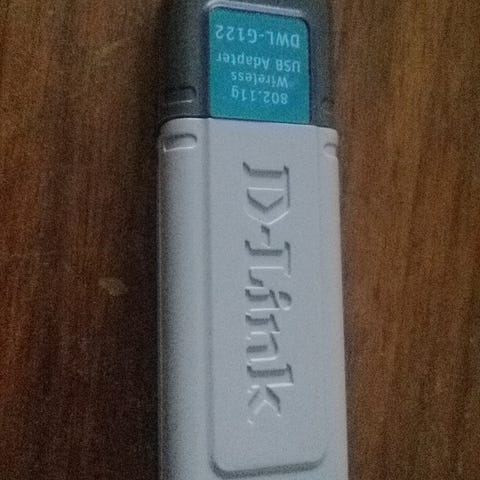 802.11g
Wireless
USB Adapter
DWL-G122
D-Link